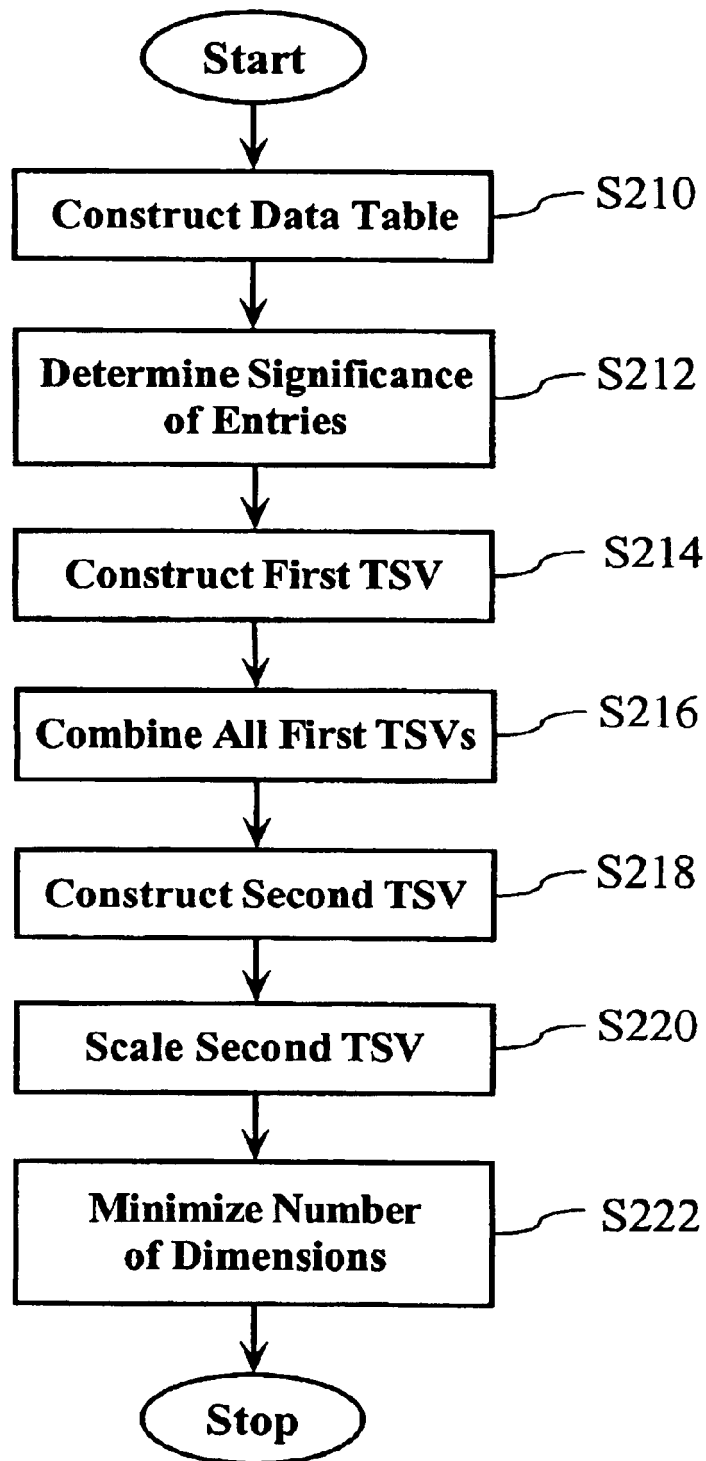 Start
Construct Data Table
S210
Determine Significance
of Entries
S212
Construct First TSV
S214
Combine All First TSVs
S216
Construct Second TSV
S218
Scale Second TSV
S220
Minimize Number
of Dimensions
S222
Stop